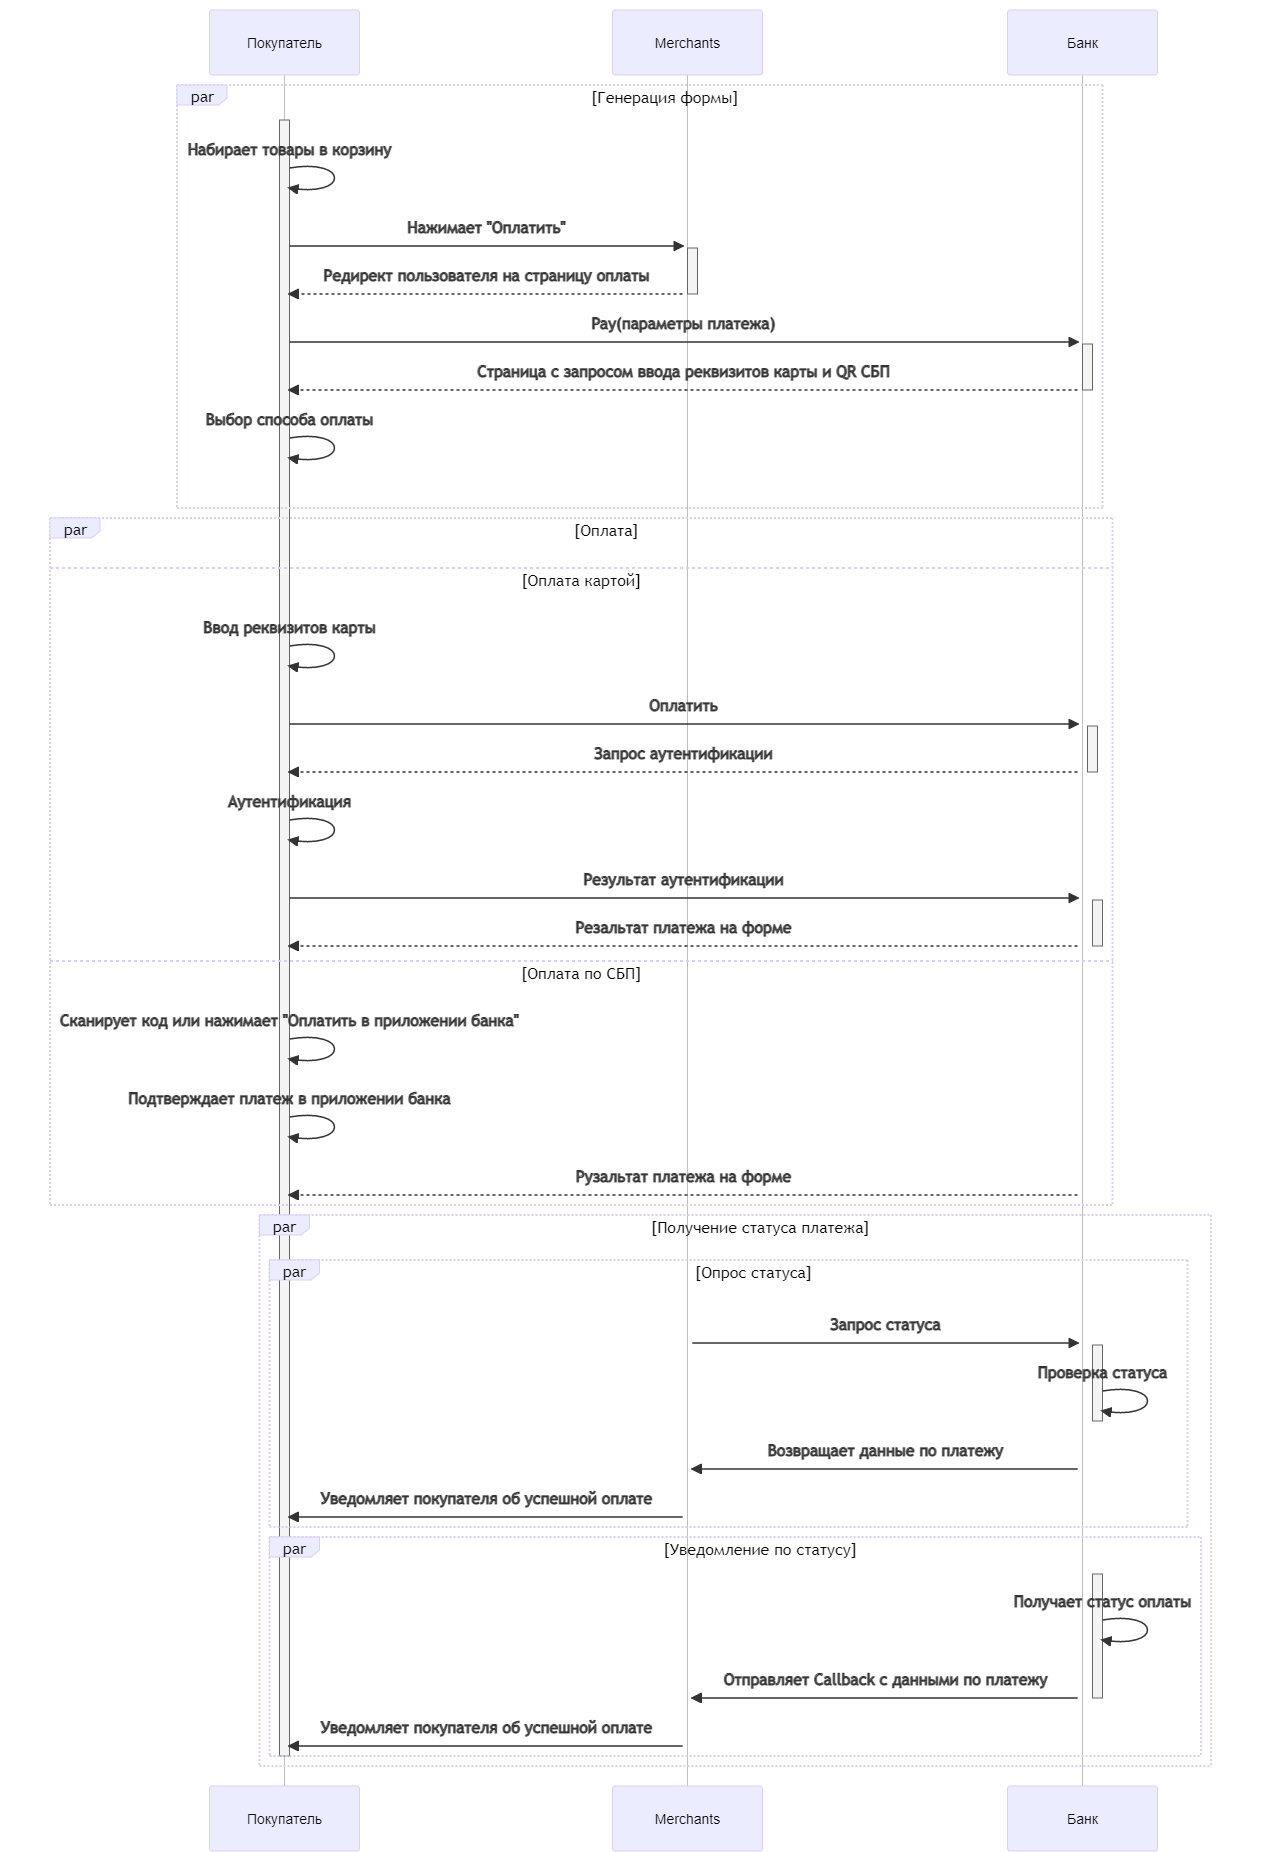 Покупатель
Merchants
Банк
par
[Генерация формы]
Набирает товары в корзину
Нажимает "Оплатить"
Редирект пользователя на страницу оплаты
Pay(параметры платежа)
Страница с запросом ввода реквизитов карты и QR СБП
Выбор способа оплаты
par
[Оплата]
[Оплата картой]
Ввод реквизитов карты
Оплатить
Запрос аутентификации
Аутентификация
Результат аутентификации
Резальтат платежа на форме
[Оплата по СБП]
Сканирует код или нажимает "Оплатить в приложении банка"
Подтверждает платеж в приложении банка
Рузальтат платежа на форме
par
[Получение статуса платежа]
par
[Опрос статуса]
Запрос статуса
Проверка статуса
Возвращает данные по платежу
Уведомляет покупателя об успешной оплате
par
[Уведомление по статусу]
Получает статус оплаты
Отправляет Callback с данными по платежу
Уведомляет покупателя об успешной оплате
Покупатель
Merchants
Банк